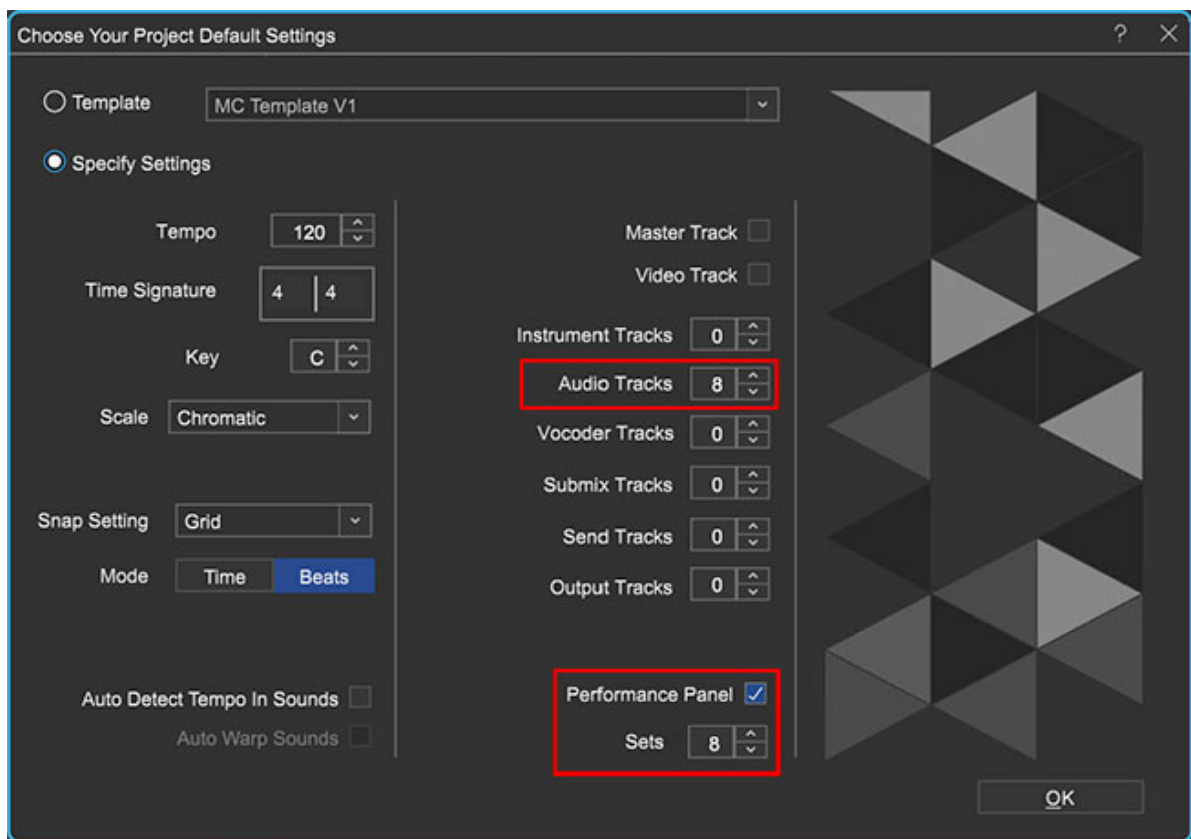 Choose Your Project Default Settings ?
Template MC Template V1
Specify Settings
Tempo 120
Time Signature 4 4
Key C
Scale Chromatic
Snap Setting Grid
Mode Time Beats
Auto Detect Tempo In Sounds
Auto Warp Sounds
Master Track
Video Track
Instrument Tracks 0
Audio Tracks 8
Vocoder Tracks 0
Submix Tracks 0
Send Tracks 0
Output Tracks 0
Performance Panel
Sets 8
OK